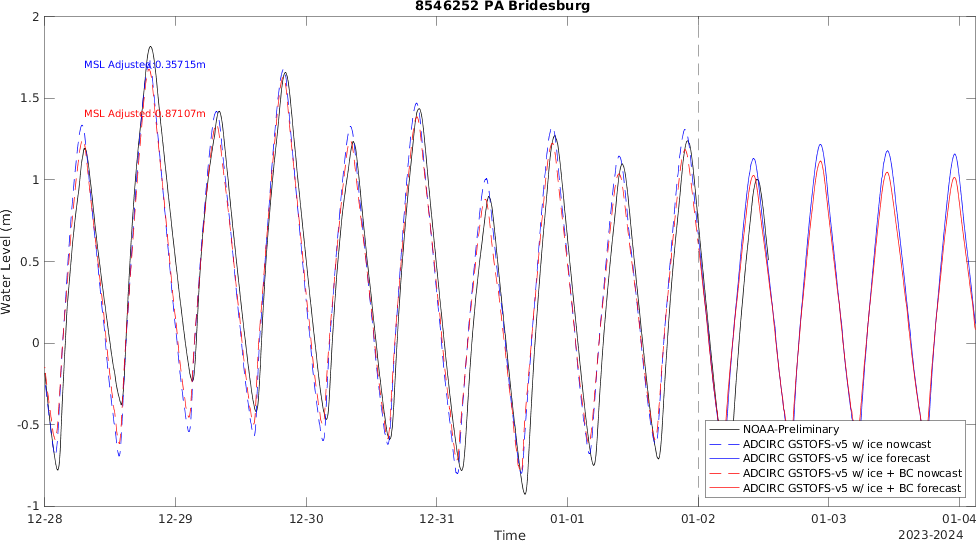 8546252 PA Bridesburg
2
1.5
1
0.5
0
-0.5
-1
Water Level (m)
MSL Adjusted:0.35715m
MSL Adjusted:0.87107m
NOAA-Preliminary
ADCIRC GSTOFS-v5 w/ ice nowcast
ADCIRC GSTOFS-v5 w/ ice forecast
ADCIRC GSTOFS-v5 w/ ice + BC nowcast
ADCIRC GSTOFS-v5 w/ ice + BC forecast
12-28 12-29 12-30 12-31 01-01 01-02 01-03 01-04
Time
2023-2024